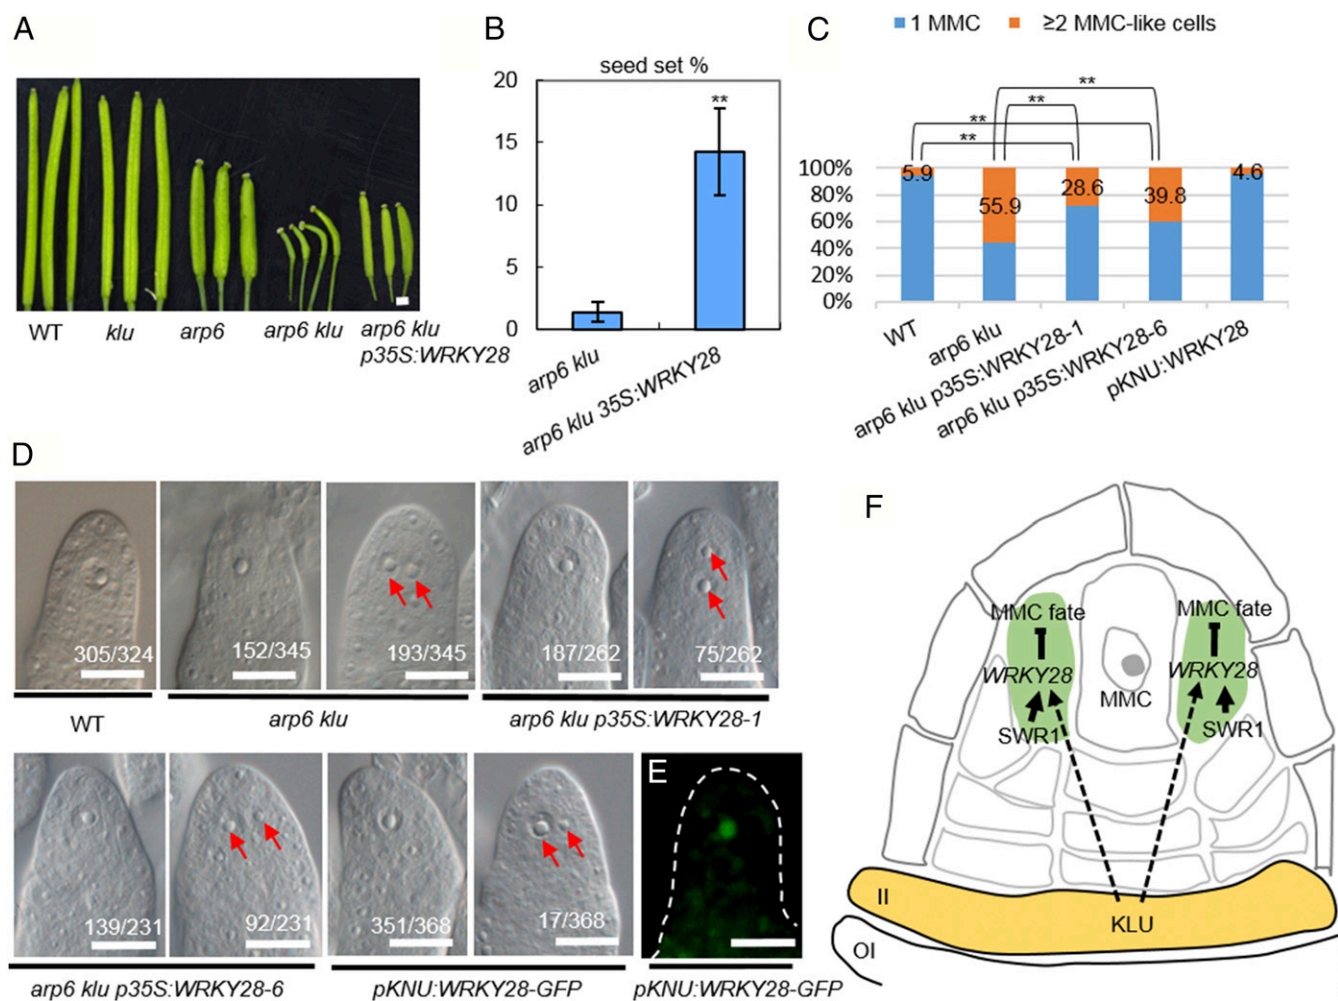 A
WT
klu
arp6
arp6 klu
arp6 klu
p35S:WRKY28
B
seed set %
20
15
10
5
0
**
arp6 klu
arp6 klu 35S:WRKY28
C
1 MMC
≥2 MMC-like cells
**
**
**
**
100%
80%
60%
40%
20%
0%
5.9
55.9
28.6
39.8
4.6
WT
arp6 klu
arp6 klu p35S:WRKY28-1
arp6 klu p35S:WRKY28-6
pKNU:WRKY28
D
305/324
152/345
193/345
187/262
75/262
WT
arp6 klu
arp6 klu p35S:WRKY28-1
139/231
92/231
351/368
17/368
arp6 klu p35S:WRKY28-6
pKNU:WRKY28-GFP
E
pKNU:WRKY28-GFP
F
MMC fate
MMC fate
WRKY28
WRKY28
MMC
SWR1
SWR1
II
KLU
OI